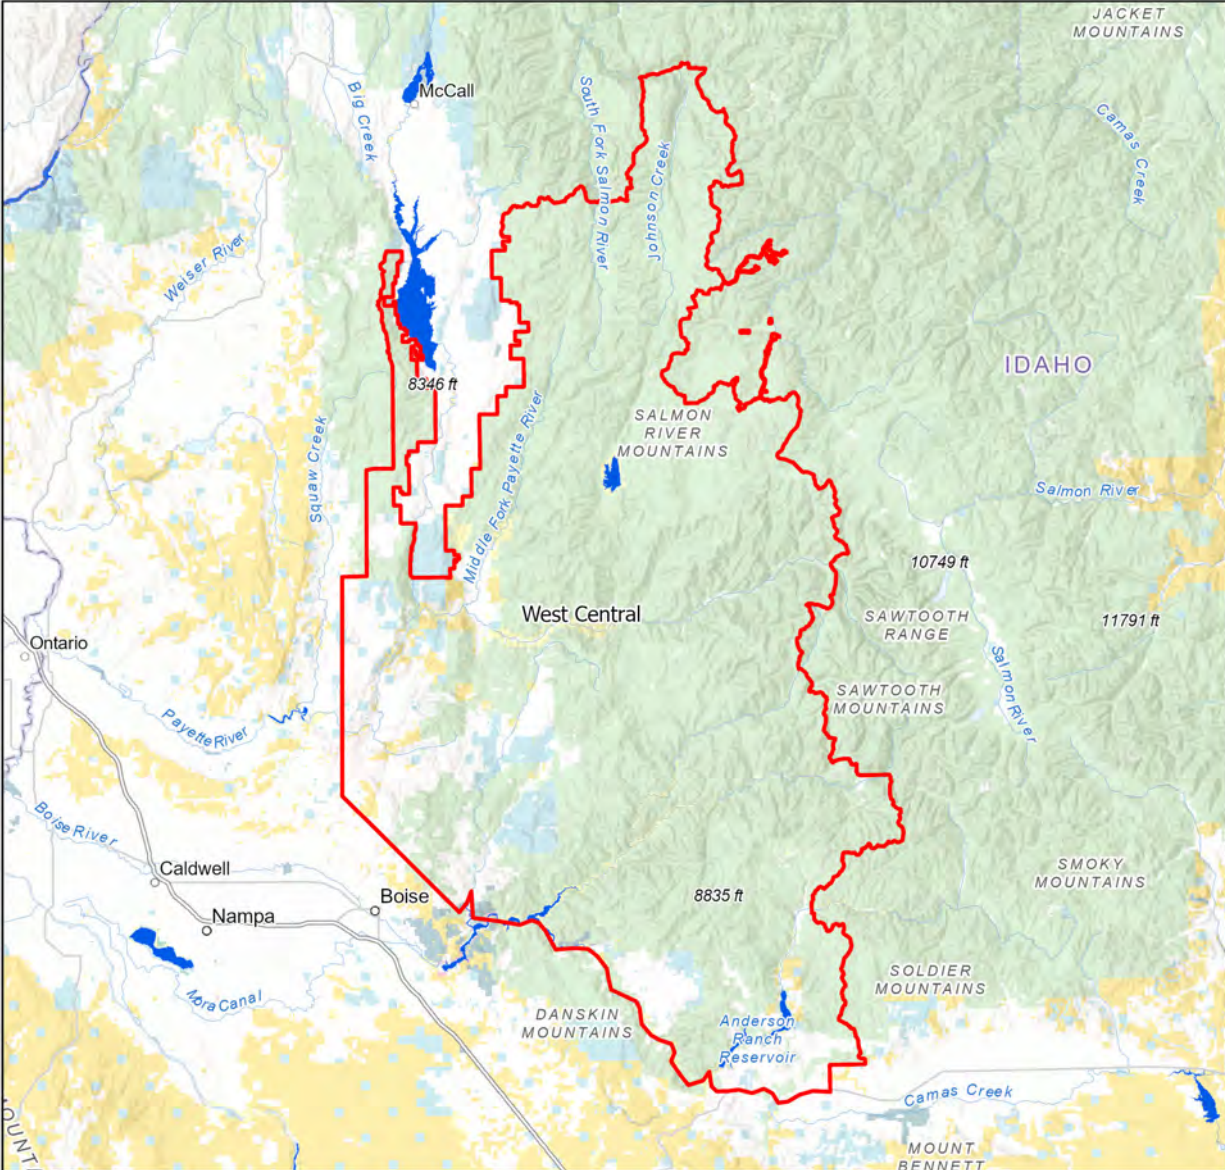 JACKET
MOUNTAINS
McCall
Big Creek
South Fork Salmon River
Johnson Creek
Camas Creek
Weiser River
IDAHO
8346 ft
SALMON
RIVER
MOUNTAINS
Squaw Creek
Middle Fork Payette River
Salmon River
10749 ft
West Central
SAWTOOTH
RANGE
11791 ft
Ontario
Salmon River
SAWTOOTH
MOUNTAINS
Payette River
Boise River
Caldwell
SMOKY
MOUNTAINS
Boise
8835 ft
Nampa
SOLDIER
MOUNTAINS
Mora Canal
DANSKIN
MOUNTAINS
Anderson
Ranch
Reservoir
Camas Creek
MOUNT
BENNETT